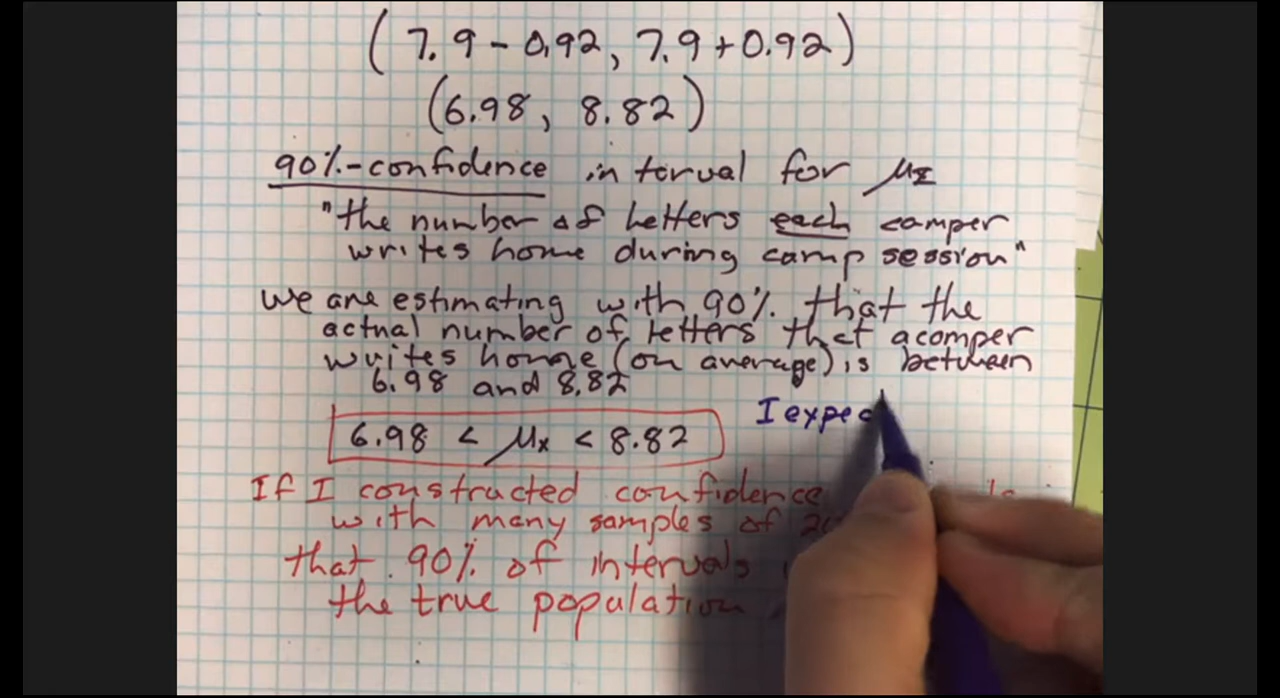 (7.9 - 0.92, 7.9 + 0.92)
(6.98, 8.82)
90%-confidence interval for μx
"the number of letters each camper
writes home during camp session"
We are estimating with 90% that the
actual number of letters that a camper
writes home (on average) is between
6.98 and 8.82
6.98 < μx < 8.82
I expec
If I constructed confidence
with many samples of
that 90% of intervals
the true population